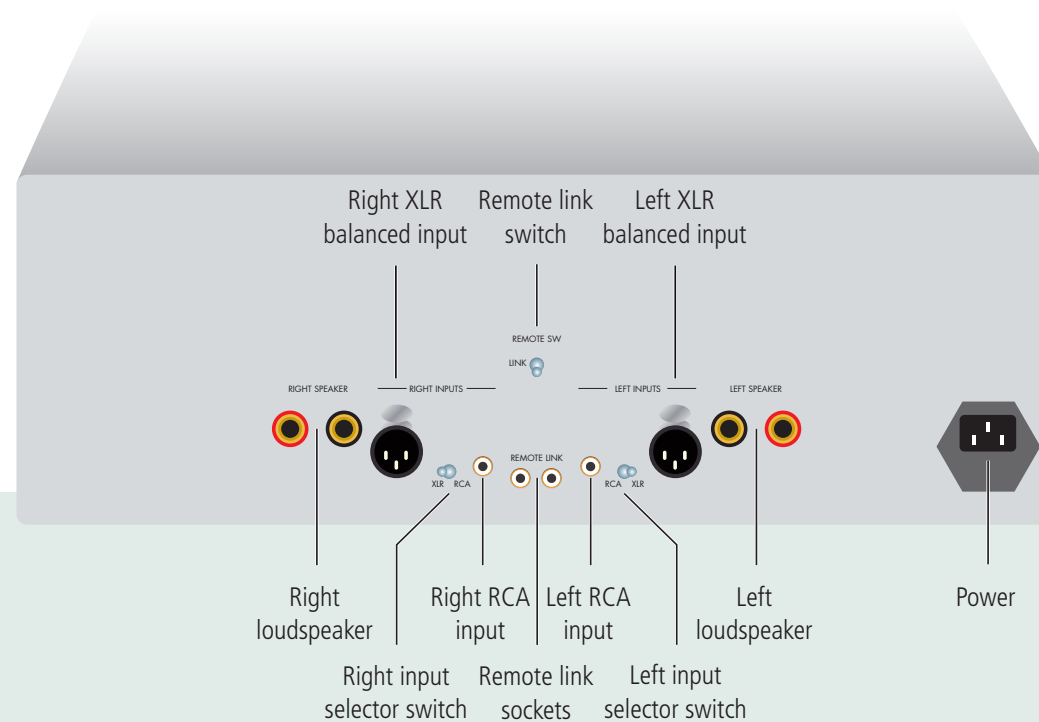 Right XLR
balanced input
Remote link
switch
Left XLR
balanced input
REMOTE SW
LINK
RIGHT SPEAKER
RIGHT INPUTS
LEFT INPUTS
LEFT SPEAKER
REMOTE LINK
XLR RCA
RCA XLR
Right
loudspeaker
Right RCA
input
Left RCA
input
Left
loudspeaker
Power
Right input
selector switch
Remote link
sockets
Left input
selector switch